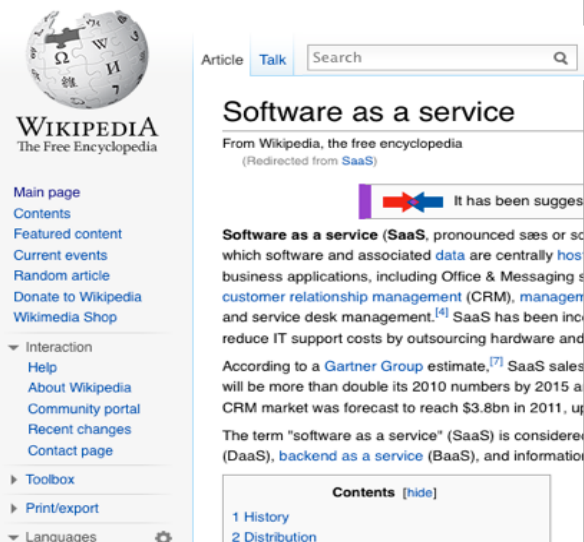 Ω
W
И
維
WIKIPEDIA
The Free Encyclopedia
Main page
Contents
Featured content
Current events
Random article
Donate to Wikipedia
Wikimedia Shop
Interaction
Help
About Wikipedia
Community portal
Recent changes
Contact page
Toolbox
Print/export
Languages
Article Talk Search
Software as a service
From Wikipedia, the free encyclopedia
(Redirected from SaaS)
It has been sugges
Software as a service (SaaS, pronounced sæs or sɑ
which software and associated data are centrally hos
business applications, including Office & Messaging s
customer relationship management (CRM), managem
and service desk management.[4] SaaS has been inc
reduce IT support costs by outsourcing hardware and
According to a Gartner Group estimate,[7] SaaS sales
will be more than double its 2010 numbers by 2015 a
CRM market was forecast to reach $3.8bn in 2011, up
The term "software as a service" (SaaS) is considere
(DaaS), backend as a service (BaaS), and informatio
Contents [hide]
1 History
2 Distribution